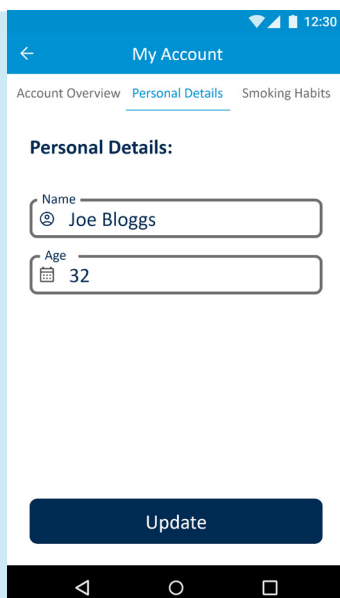 12:30
My Account
Account Overview Personal Details Smoking Habits
Personal Details:
Name
Joe Bloggs
Age
32
Update